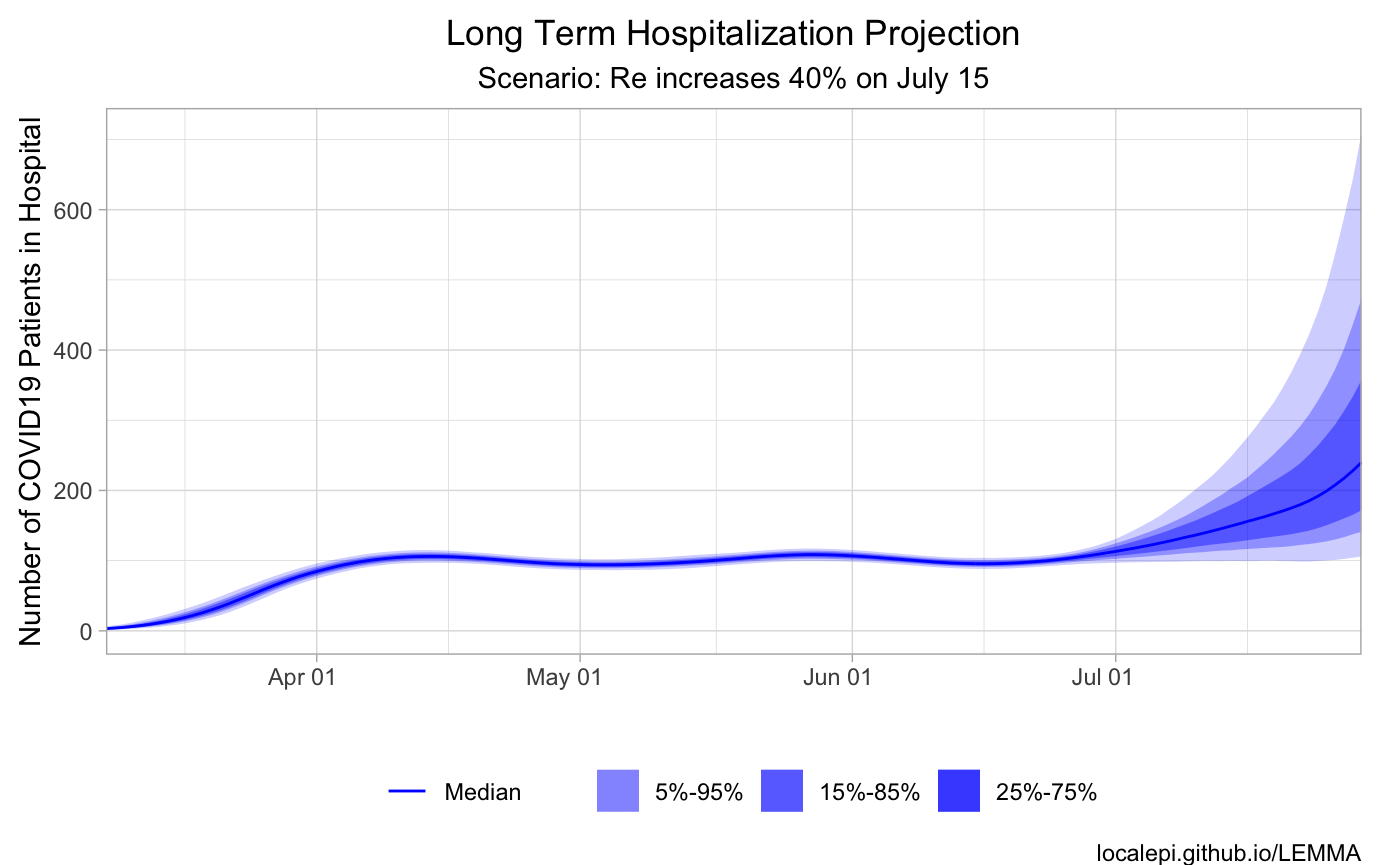 Long Term Hospitalization Projection
Scenario: Re increases 40% on July 15
Number of COVID19 Patients in Hospital
600
400
200
0
Apr 01 May 01 Jun 01 Jul 01
Median 5%-95% 15%-85% 25%-75%
localepi.github.io/LEMMA